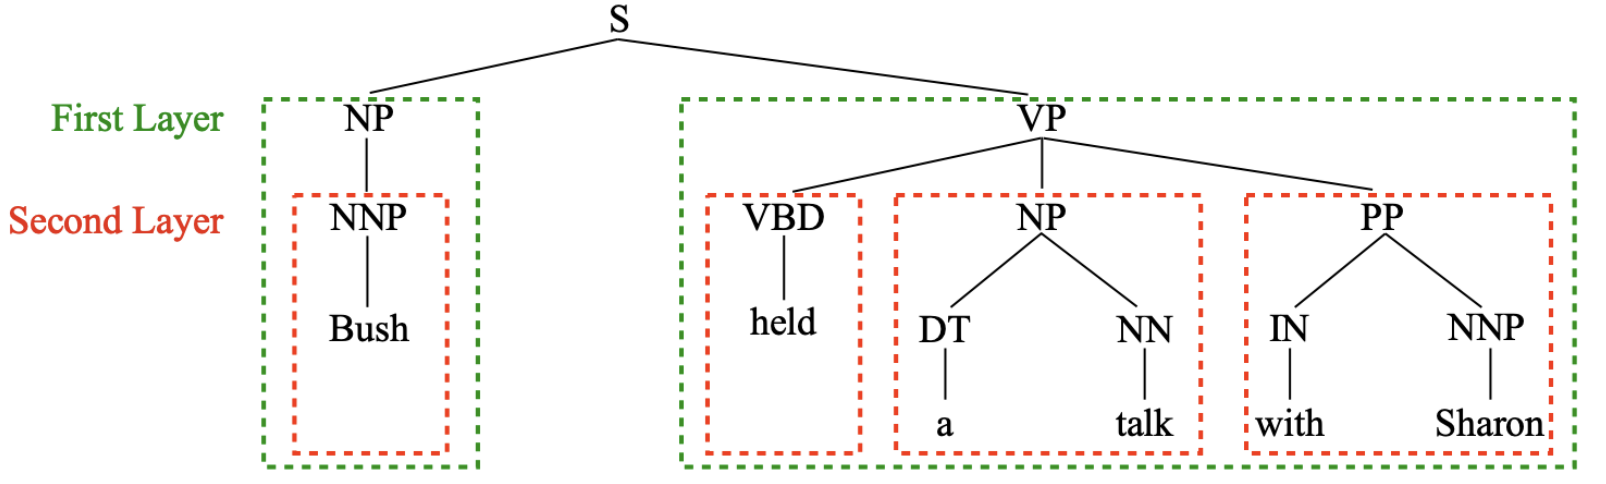 S
First Layer NP VP
Second Layer NNP VBD NP PP
Bush held DT NN IN NNP
a talk with Sharon